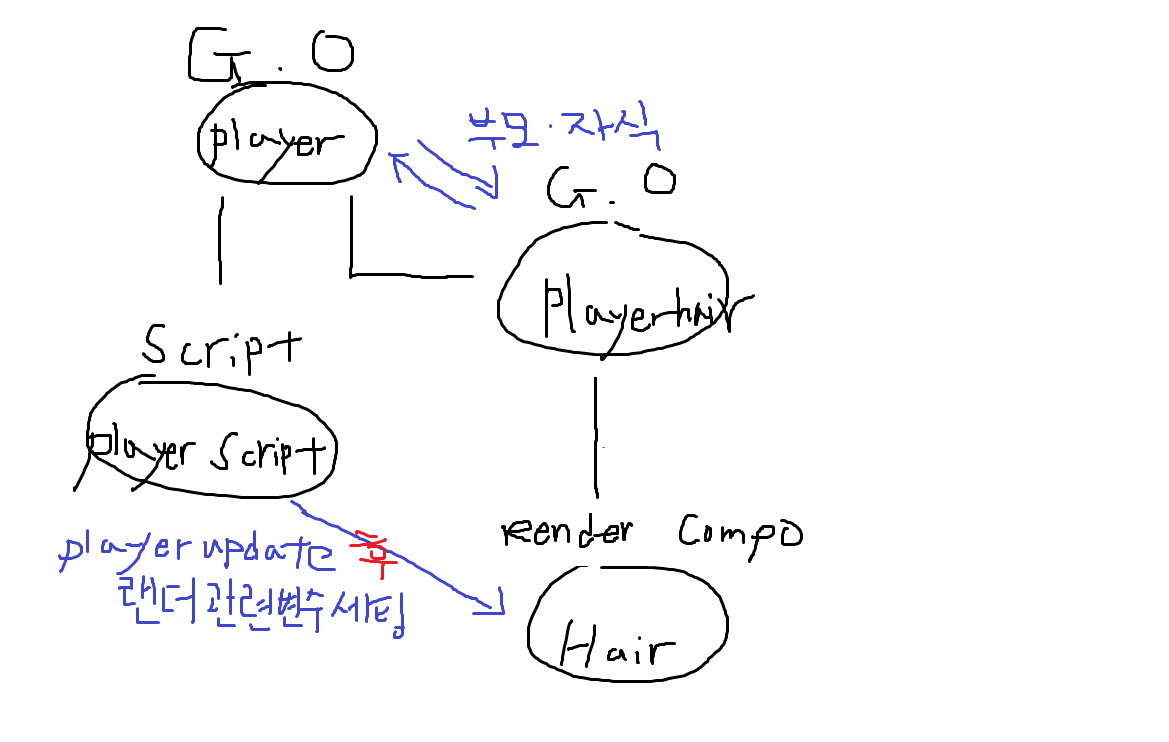 G.O
player
부모·자식
G.O
Playerhair
Script
player Script
player update 후
랜더 관련변수 세팅
Render Compo
Hair